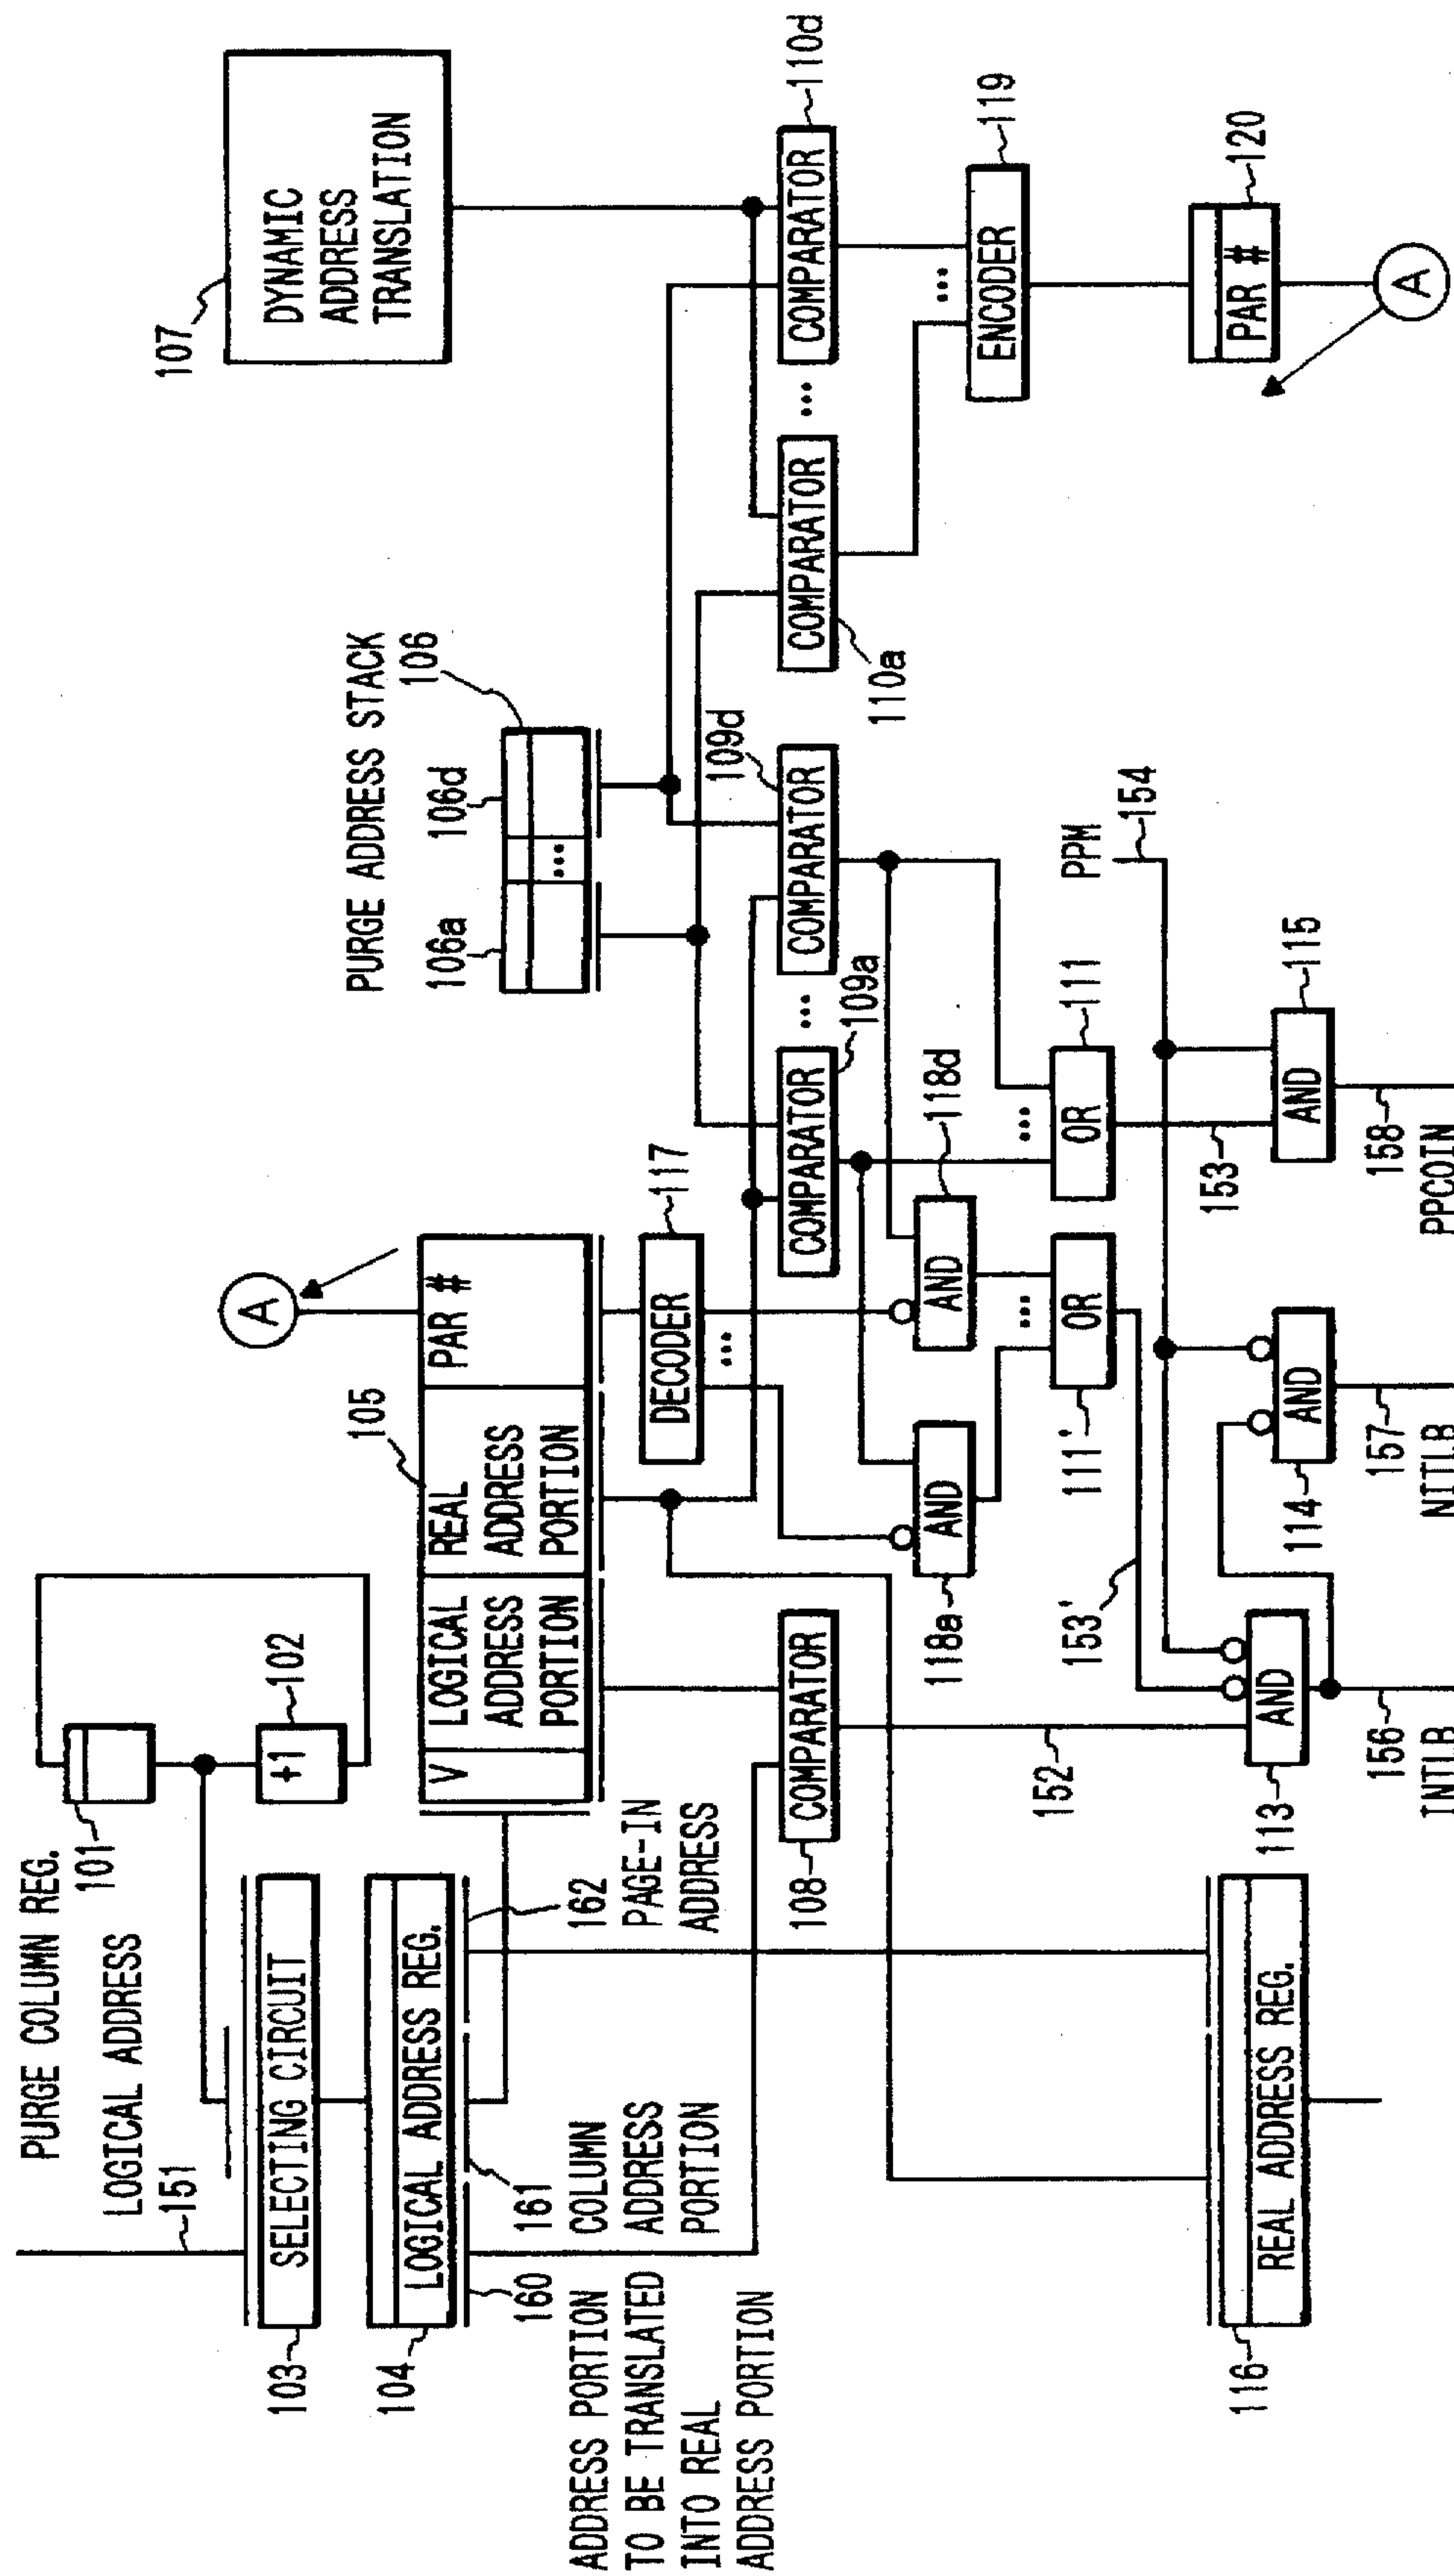 PURGE COLUMN REG.
101
LOGICAL ADDRESS
151
102
+1
103
SELECTING CIRCUIT
104
LOGICAL ADDRESS REG.
160
161
162
ADDRESS PORTION
TO BE TRANSLATED
INTO REAL
ADDRESS PORTION
COLUMN
ADDRESS
PORTION
PAGE-IN
ADDRESS
A
105
V
LOGICAL
ADDRESS
PORTION
REAL
ADDRESS
PORTION
PAR #
PURGE ADDRESS STACK
106a
106d
106
...
107
DYNAMIC
ADDRESS
TRANSLATION
DECODER
117
...
108
COMPARATOR
COMPARATOR
109a
...
COMPARATOR
109d
COMPARATOR
110a
...
COMPARATOR
110d
118a
AND
AND
118d
...
ENCODER
119
...
111'
OR
...
OR
111
PAR #
120
A
152
153'
153
PPM
154
113
AND
114
AND
AND
115
116
REAL ADDRESS REG.
156
INTLB
157
NITLB
158
PPCOIN